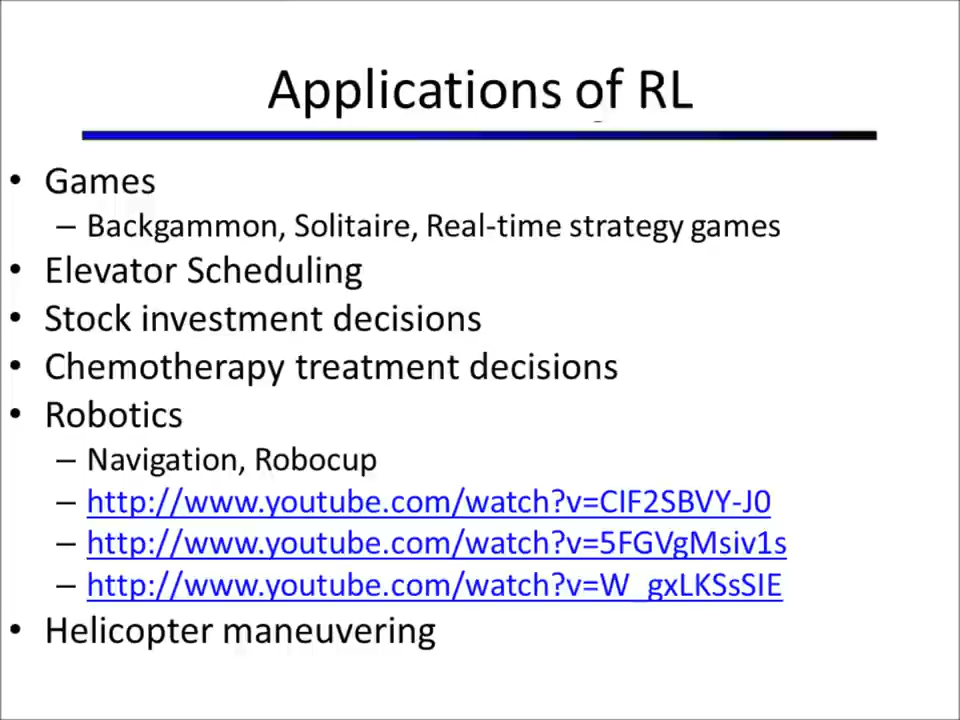 Applications of RL
• Games
– Backgammon, Solitaire, Real-time strategy games
• Elevator Scheduling
• Stock investment decisions
• Chemotherapy treatment decisions
• Robotics
– Navigation, Robocup
– http://www.youtube.com/watch?v=CIF2SBVY-J0
– http://www.youtube.com/watch?v=5FGVgMsiv1s
– http://www.youtube.com/watch?v=W_gxLKSsSIE
• Helicopter maneuvering